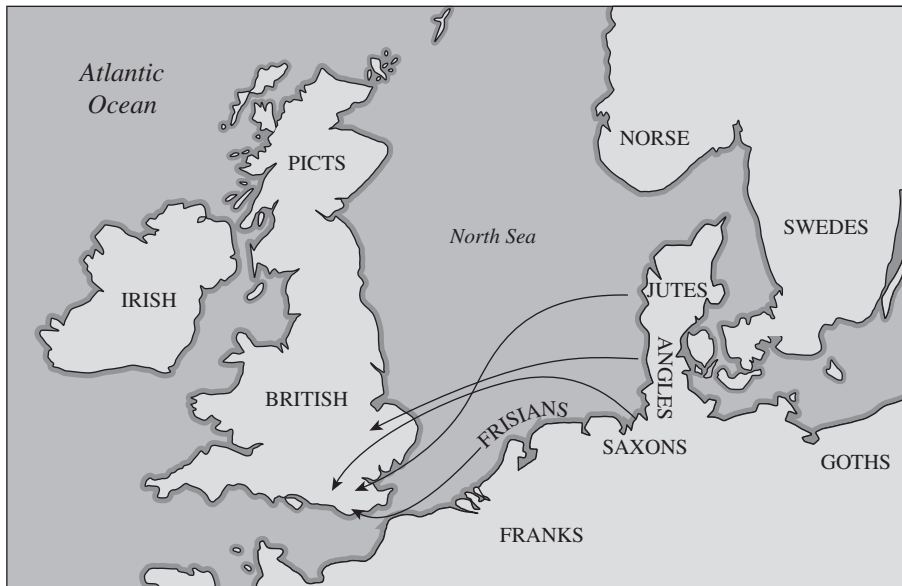 Atlantic
Ocean
NORSE
PICTS
SWEDES
North Sea
IRISH
JUTES
ANGLES
BRITISH
FRISIANS
SAXONS
GOTHS
FRANKS